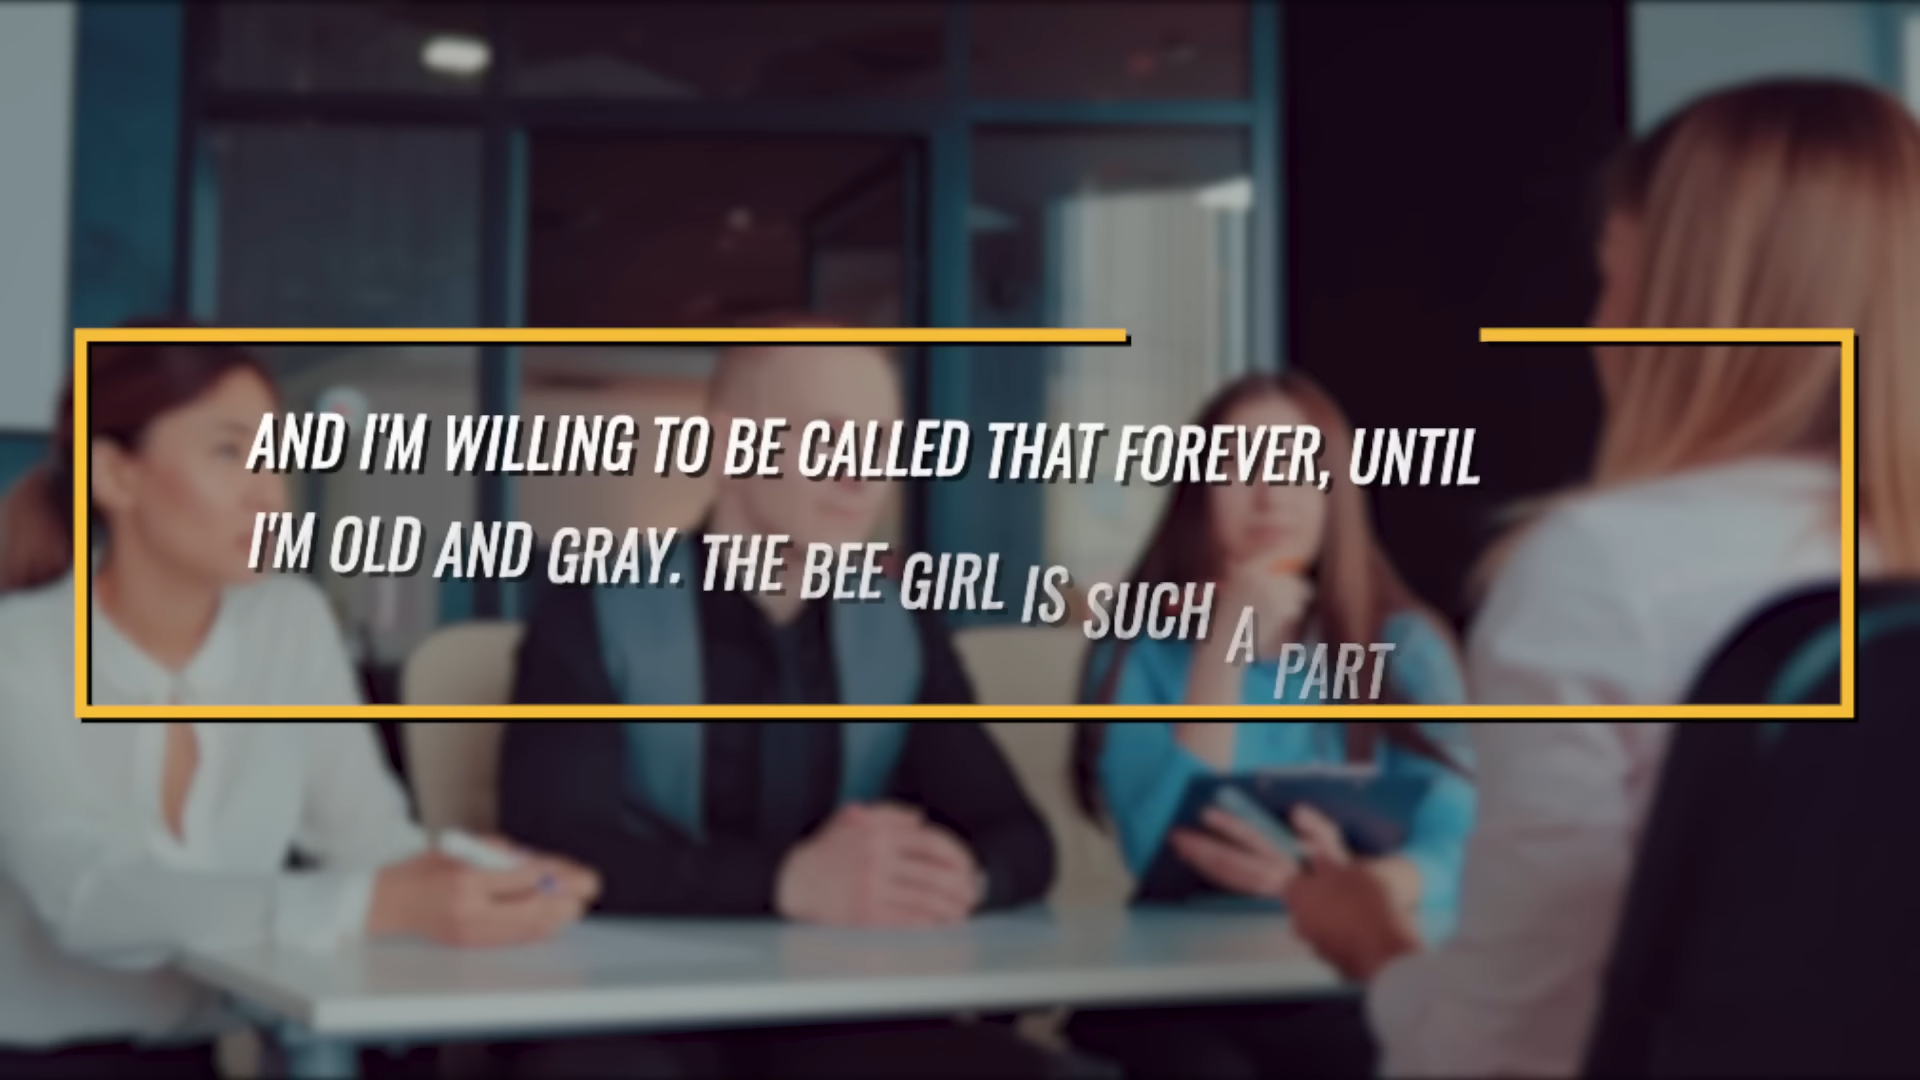 AND I'M WILLING TO BE CALLED THAT FOREVER, UNTIL
I'M OLD AND GRAY. THE BEE GIRL IS SUCH A PART